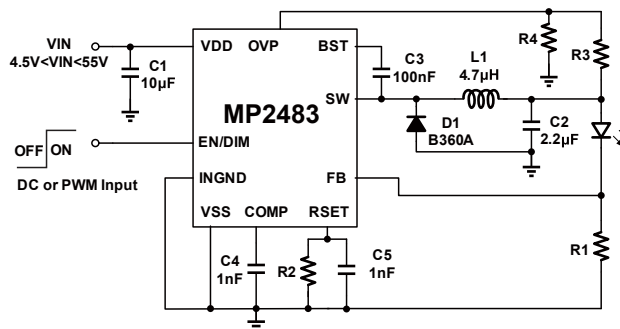 VIN
4.5V<VIN<55V
C1
10μF
VDD
OVP
BST
C3
100nF
L1
4.7μH
R4
R3
MP2483
SW
D1
B360A
C2
2.2μF
OFF
ON
EN/DIM
DC or PWM Input
INGND
FB
VSS
COMP
RSET
C4
1nF
R2
C5
1nF
R1